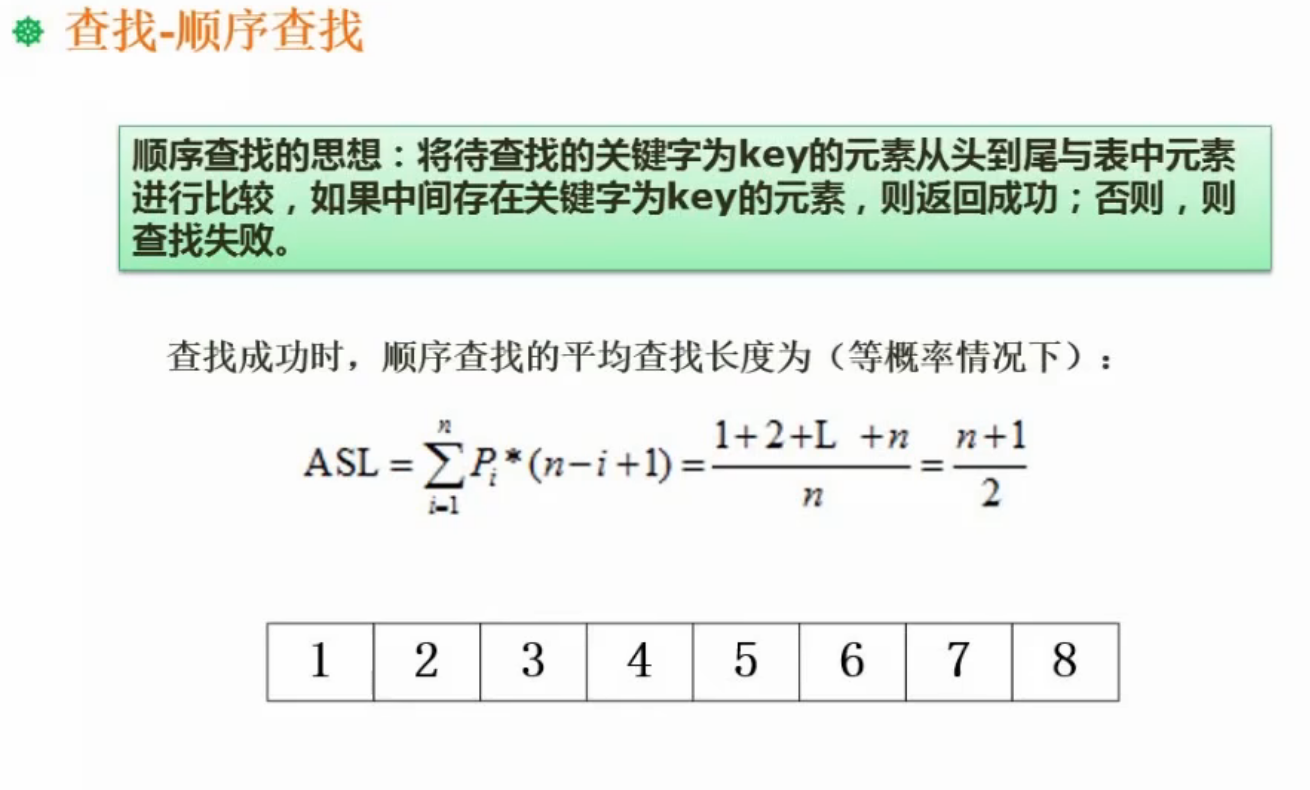 查找-顺序查找
顺序查找的思想：将待查找的关键字为key的元素从头到尾与表中元素
进行比较，如果中间存在关键字为key的元素，则返回成功；否则，则
查找失败。
查找成功时，顺序查找的平均查找长度为（等概率情况下）：
ASL = ∑_{i=1}^{n} P_i * (n − i + 1) = (1+2+L +n)/n = (n+1)/2
1 2 3 4 5 6 7 8